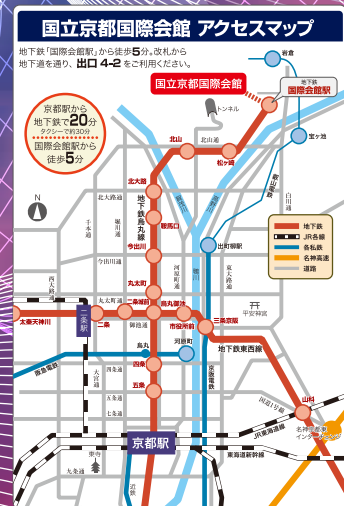 国立京都国際会館 アクセスマップ
地下鉄「国際会館駅」から徒歩5分。改札から
地下道を通り、出口 4-2 をご利用ください。
岩倉
国立京都国際会館
地下鉄
国際会館駅
トンネル
京都駅から
地下鉄で20分
タクシーで約30分
国際会館駅から
徒歩5分
宝ヶ池
北山
北山通
松ヶ崎
叡山電鉄
N
北大路
北大路通
白川通
千本通
堀川通
地下鉄烏丸線
鞍馬口
今出川
今出川通
出町柳駅
地下鉄
JR各線
各私鉄
名神高速
道路
西大路通
丸太町
河原町通
鴨川
東大路通
平安神宮
丸太町通
二条城前
烏丸御池
太秦天神川
二条駅
二条
御池通
市役所前
三条京阪
地下鉄東西線
烏丸
河原町
阪急電鉄
大宮通
四条通
四条
京阪電鉄
五条
五条通
七条通
国道1号線
山科
名神京都東
インターチェンジ
JR東海道線
京都駅
東海道新幹線
東寺
九条通
近鉄